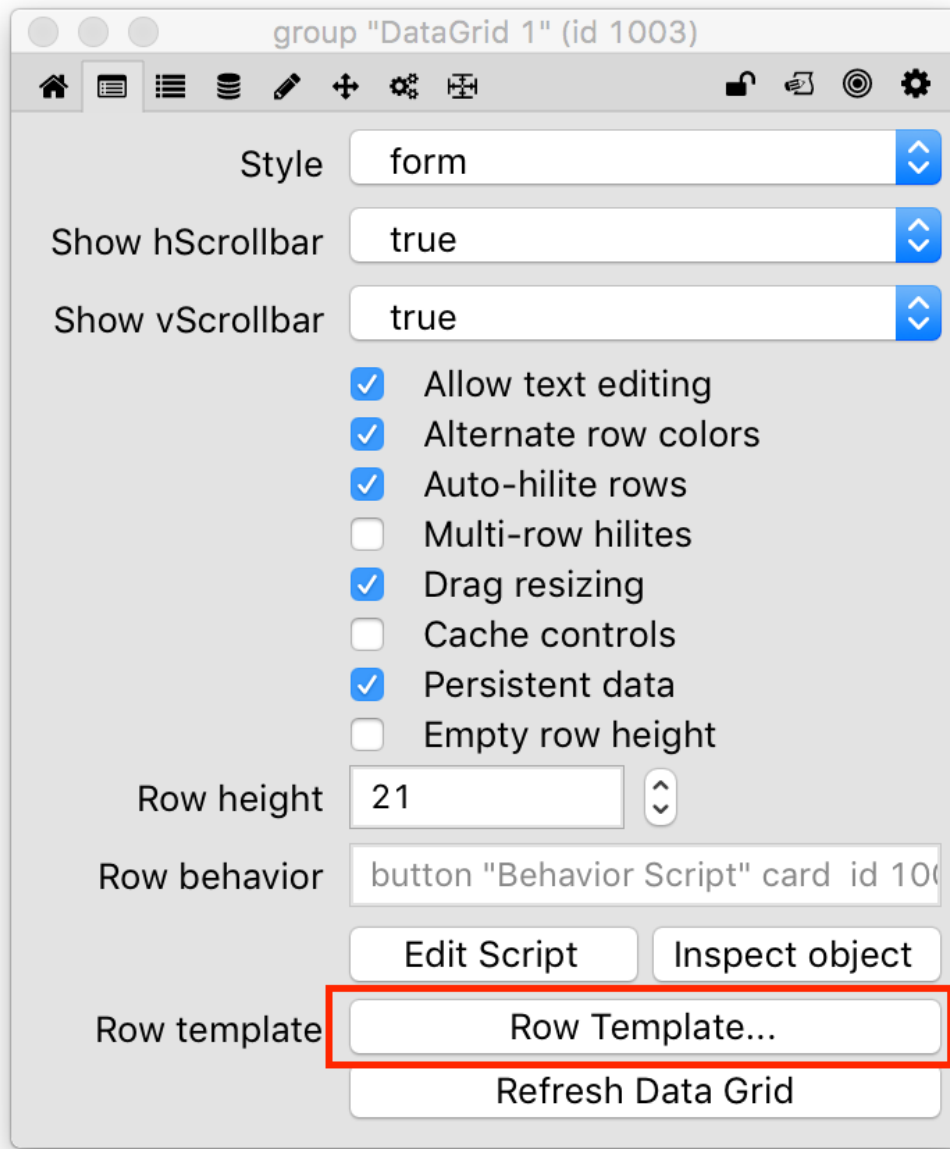 group "DataGrid 1" (id 1003)
Style form
Show hScrollbar true
Show vScrollbar true
Allow text editing
Alternate row colors
Auto-hilite rows
Multi-row hilites
Drag resizing
Cache controls
Persistent data
Empty row height
Row height 21
Row behavior button "Behavior Script" card id 100
Edit Script Inspect object
Row template Row Template...
Refresh Data Grid